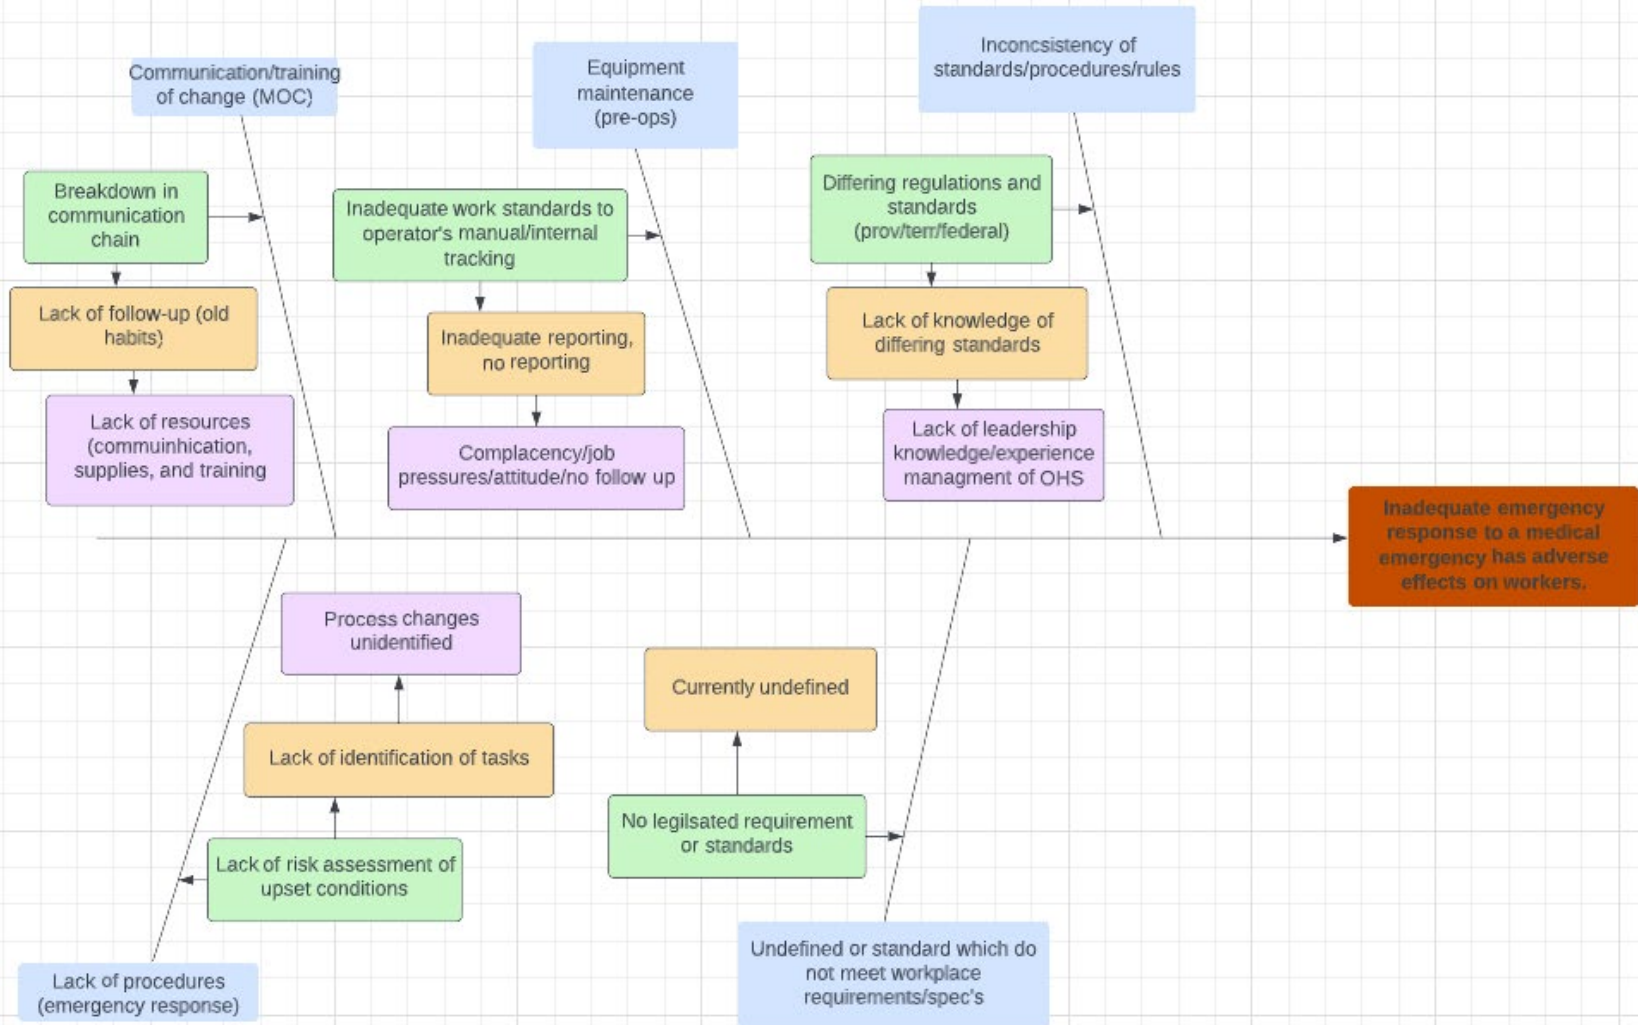 Communication/training
of change (MOC)
Equipment
maintenance
(pre-ops)
Inconcsistency of
standards/procedures/rules
Breakdown in
communication
chain
Lack of follow-up (old
habits)
Lack of resources
(commuinhication,
supplies, and training
Inadequate work standards to
operator's manual/internal
tracking
Inadequate reporting,
no reporting
Complacency/job
pressures/attitude/no follow up
Differing regulations and
standards
(prov/terr/federal)
Lack of knowledge of
differing standards
Lack of leadership
knowledge/experience
managment of OHS
Inadequate emergency
response to a medical
emergency has adverse
effects on workers.
Process changes
unidentified
Lack of identification of tasks
Lack of risk assessment of
upset conditions
Lack of procedures
(emergency response)
Currently undefined
No legilsated requirement
or standards
Undefined or standard which do
not meet workplace
requirements/spec's